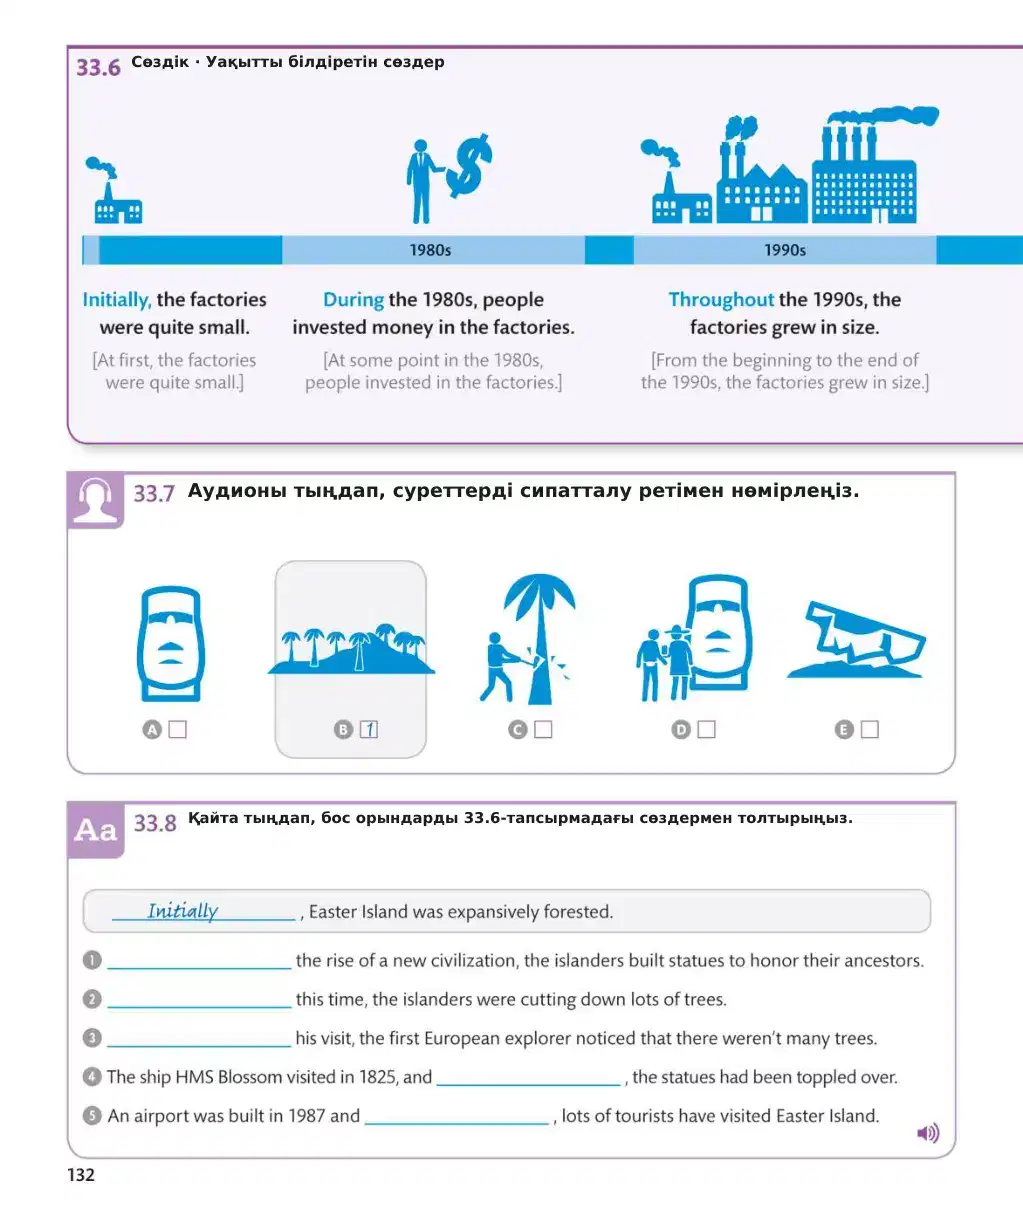 33.6 Сөздік · Уақытты білдіретін сөздер
1980s
1990s
Initially, the factories
were quite small.
[At first, the factories
were quite small.]
During the 1980s, people
invested money in the factories.
[At some point in the 1980s,
people invested in the factories.]
Throughout the 1990s, the
factories grew in size.
[From the beginning to the end of
the 1990s, the factories grew in size.]
33.7 Аудионы тыңдап, суреттерді сипатталу ретімен нөмірлеңіз.
A
B 1
C
D
E
Aa 33.8 Қайта тыңдап, бос орындарды 33.6-тапсырмадағы сөздермен толтырыңыз.
Initially , Easter Island was expansively forested.
1 the rise of a new civilization, the islanders built statues to honor their ancestors.
2 this time, the islanders were cutting down lots of trees.
3 his visit, the first European explorer noticed that there weren't many trees.
4 The ship HMS Blossom visited in 1825, and , the statues had been toppled over.
5 An airport was built in 1987 and , lots of tourists have visited Easter Island.
132